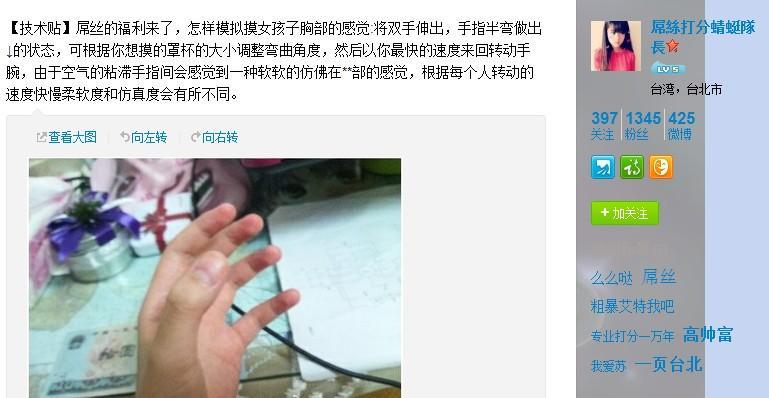 【技术贴】屌丝的福利来了，怎样模拟摸女孩子胸部的感觉:将双手伸出，手指半弯做出
↓的状态，可根据你想摸的罩杯的大小调整弯曲角度，然后以你最快的速度来回转动手
腕，由于空气的粘滞手指间会感觉到一种软软的仿佛在**部的感觉，根据每个人转动的
速度快慢柔软度和仿真度会有所不同。
查看大图 向左转 向右转
屌絲打分蜻蜓隊
長
LV 5
台湾，台北市
397 1345 425
关注 粉丝 微博
+ 加关注
么么哒 屌丝
粗暴艾特我吧
专业打分一万年 高帅富
我爱苏 一页台北